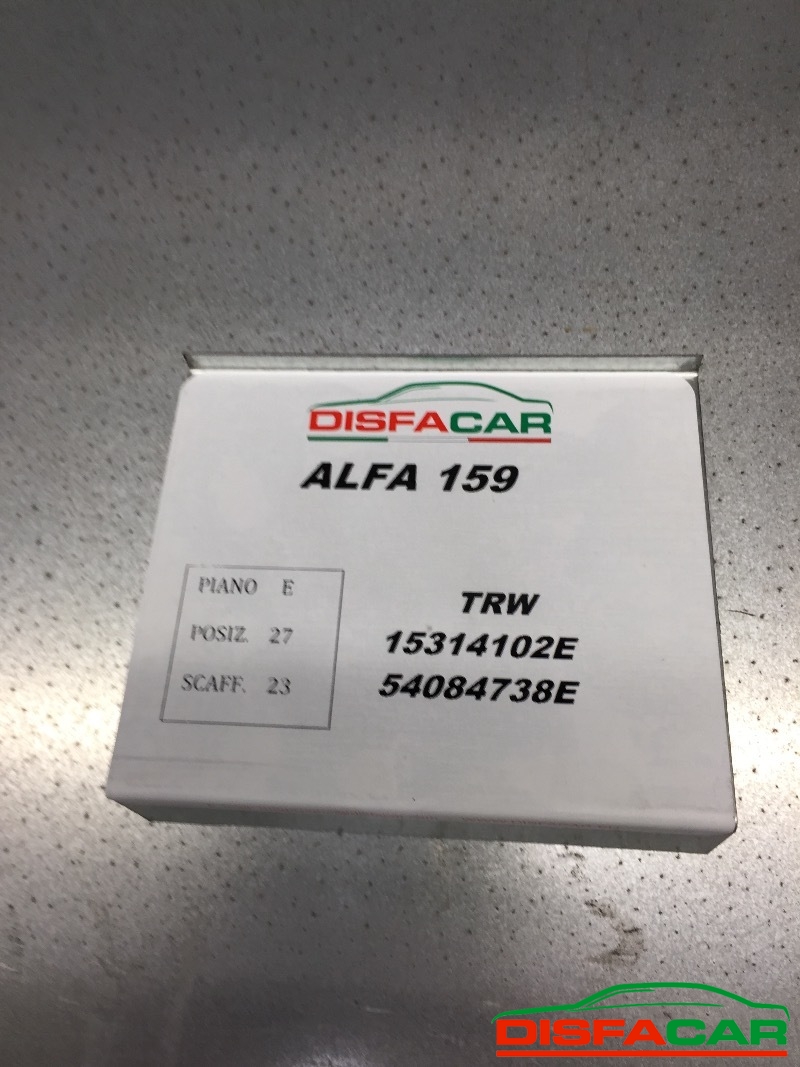 DISFACAR
ALFA 159
PIANO E
POSIZ. 27
SCAFF. 23
TRW
15314102E
54084738E
DISFACAR